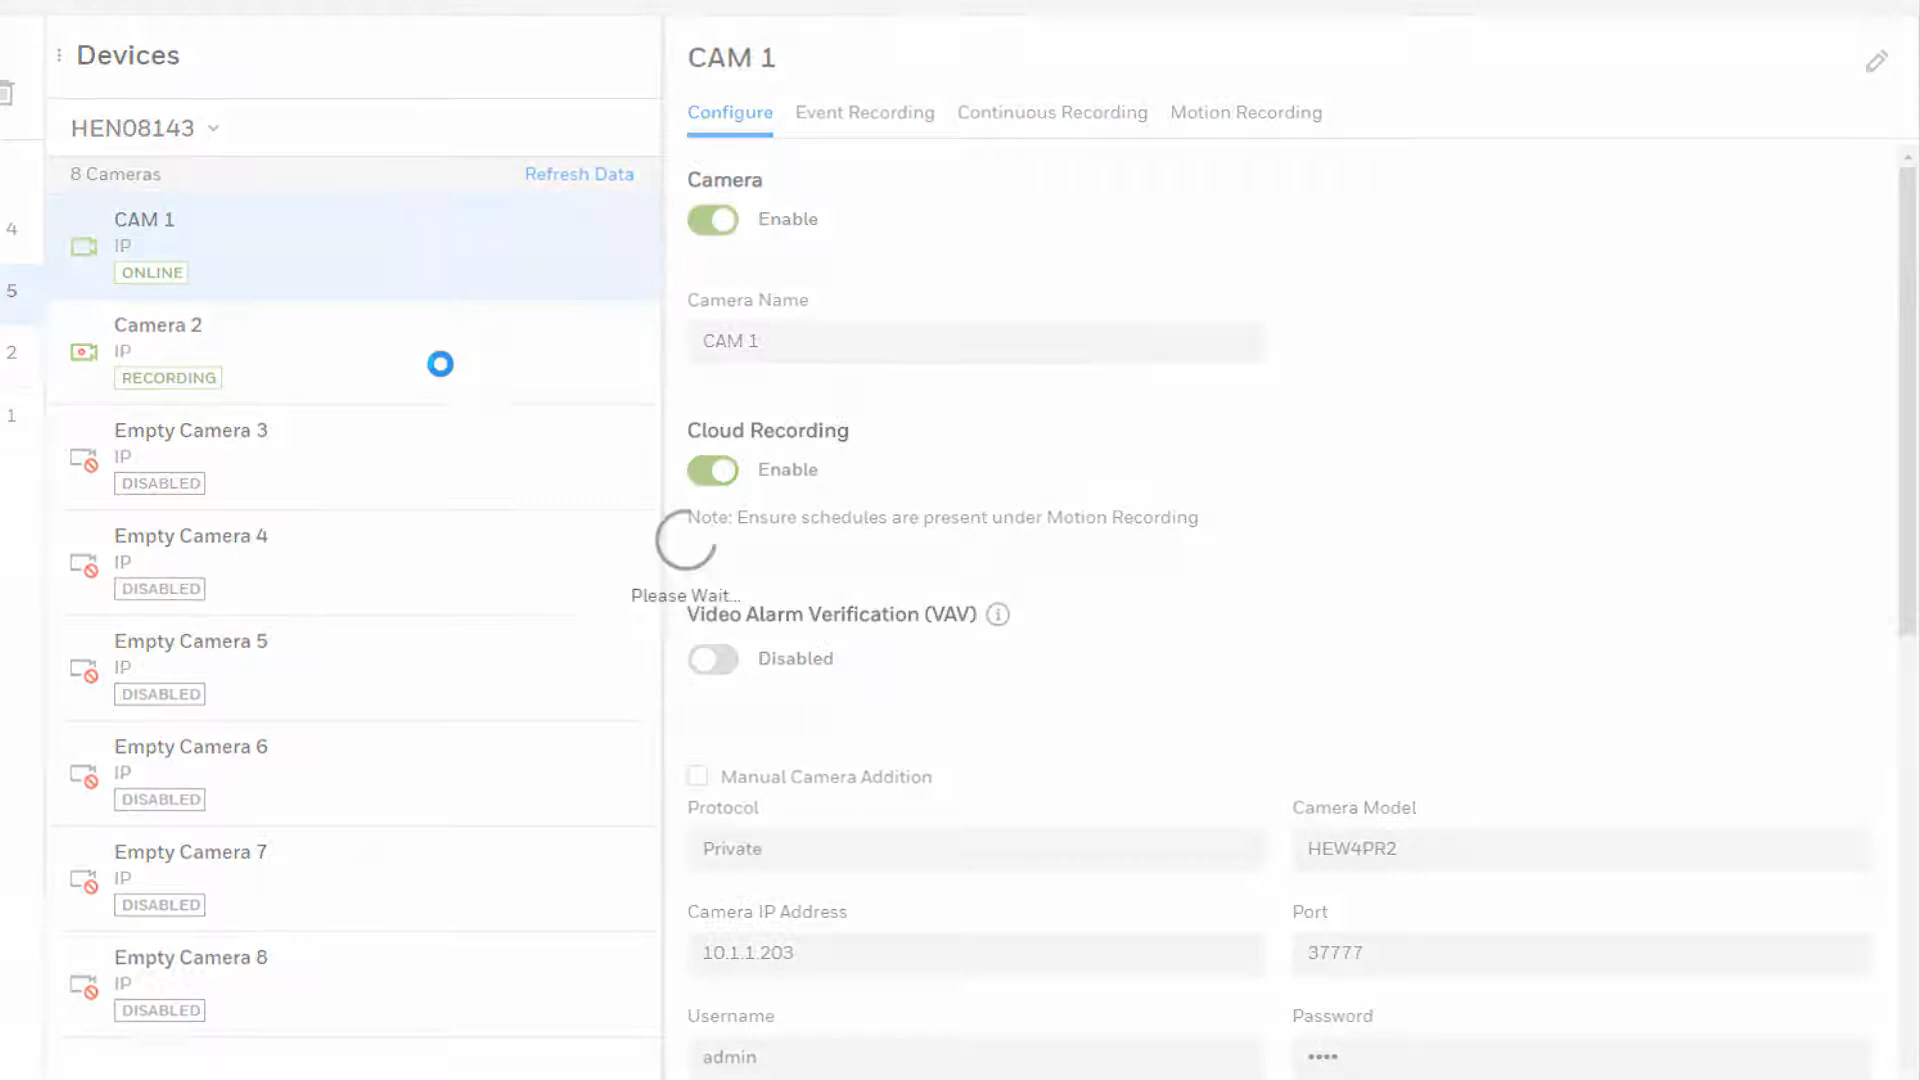 Devices
HEN08143
8 Cameras
Refresh Data
4
5
2
1
CAM 1
IP
ONLINE
Camera 2
IP
RECORDING
Empty Camera 3
IP
DISABLED
Empty Camera 4
IP
DISABLED
Empty Camera 5
IP
DISABLED
Empty Camera 6
IP
DISABLED
Empty Camera 7
IP
DISABLED
Empty Camera 8
IP
DISABLED
CAM 1
Configure Event Recording Continuous Recording Motion Recording
Camera
Enable
Camera Name
CAM 1
Cloud Recording
Enable
Note: Ensure schedules are present under Motion Recording
Please Wait...
Video Alarm Verification (VAV)
Disabled
Manual Camera Addition
Protocol
Private
Camera Model
HEW4PR2
Camera IP Address
10.1.1.203
Port
37777
Username
admin
Password
••••